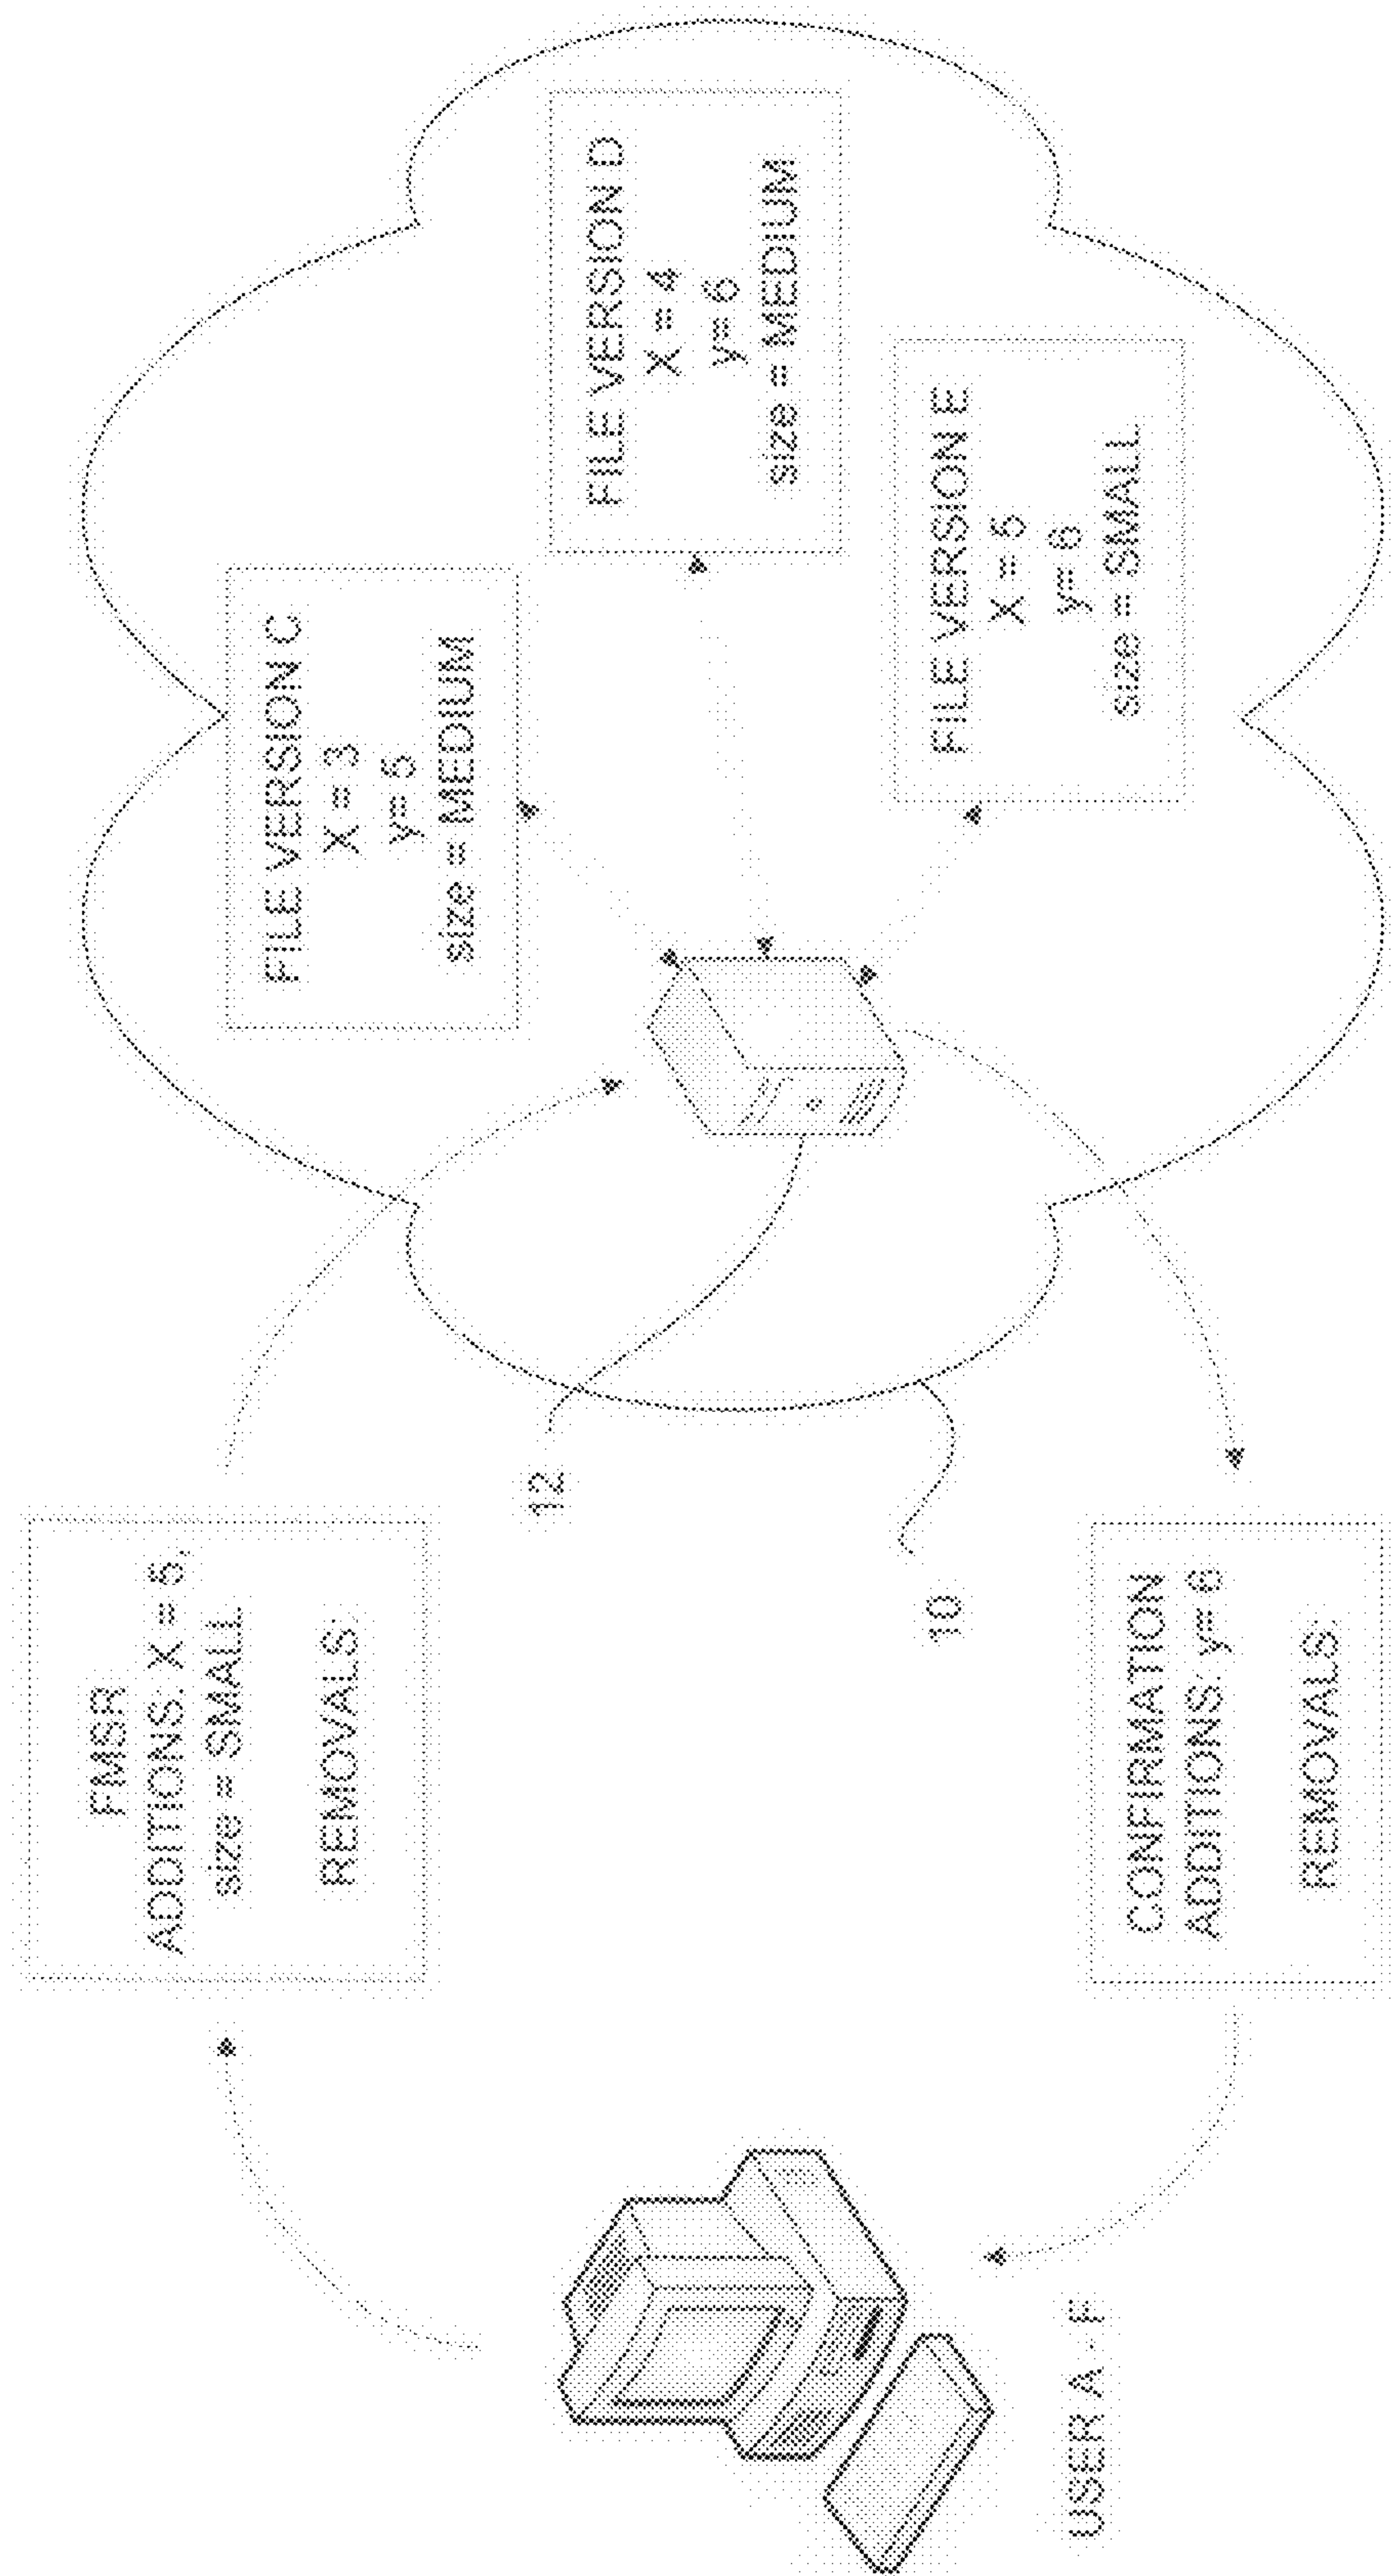 FMSR
ADDITIONS: X = 5,
size = SMALL
REMOVALS:
12
10
CONFIRMATION
ADDITIONS: y= 6
REMOVALS:
USER A - F
FILE VERSION C
X = 3
y= 5
size = MEDIUM
FILE VERSION D
X = 4
y= 6
size = MEDIUM
FILE VERSION E
X = 5
y= 6
size = SMALL